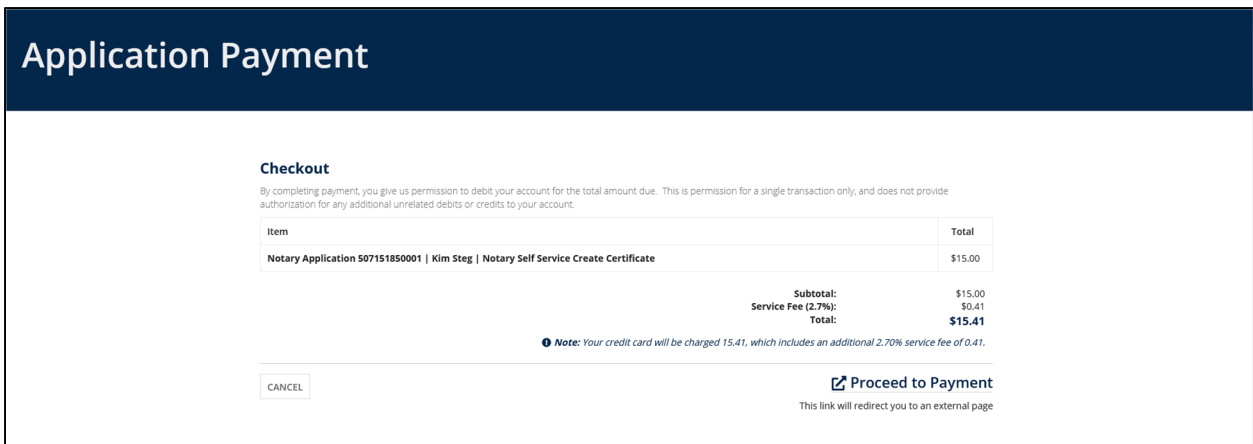 Application Payment
Checkout
By completing payment, you give us permission to debit your account for the total amount due. This is permission for a single transaction only, and does not provide
authorization for any additional unrelated debits or credits to your account.
Item Total
Notary Application 507151850001 | Kim Steg | Notary Self Service Create Certificate $15.00
Subtotal: $15.00
Service Fee (2.7%): $0.41
Total: $15.41
Note: Your credit card will be charged 15.41, which includes an additional 2.70% service fee of 0.41.
CANCEL Proceed to Payment
This link will redirect you to an external page